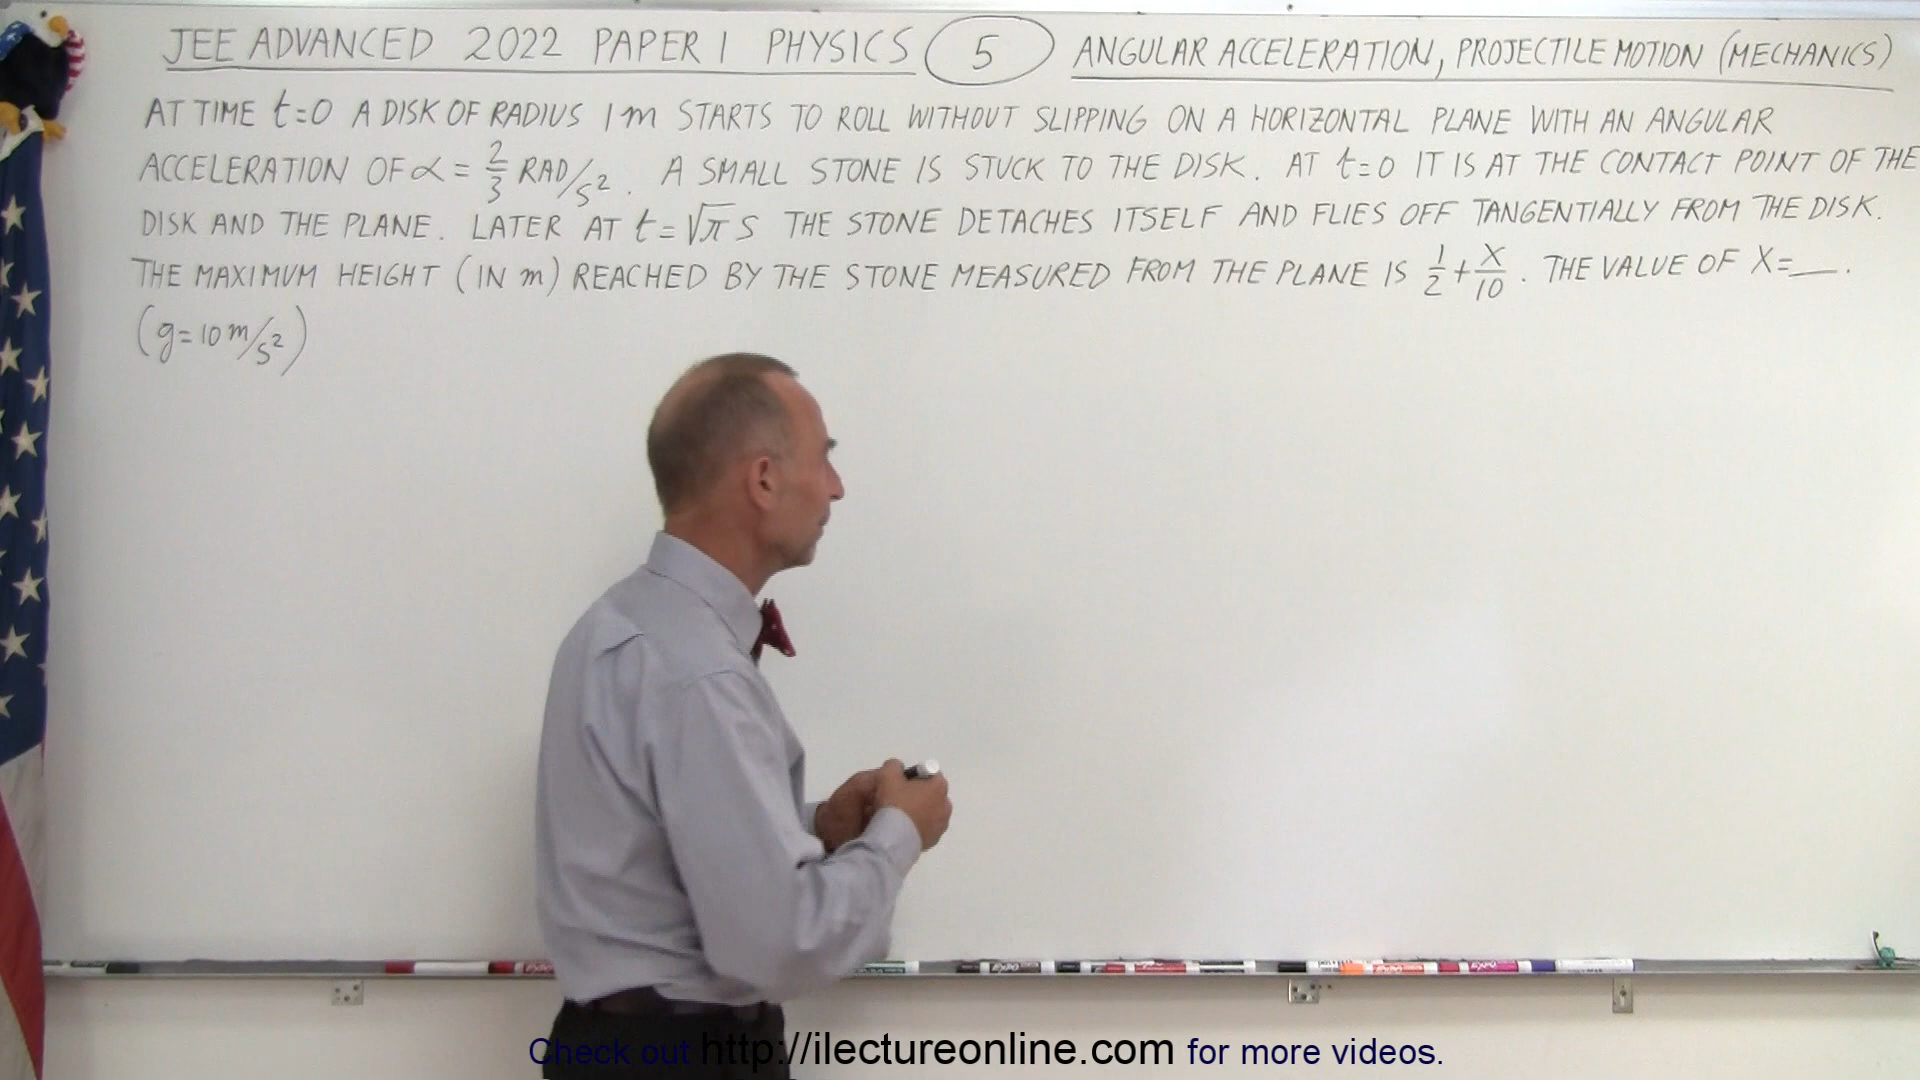 JEE ADVANCED 2022 PAPER 1 PHYSICS 5 ANGULAR ACCELERATION, PROJECTILE MOTION (MECHANICS)
AT TIME t=0 A DISK OF RADIUS 1m STARTS TO ROLL WITHOUT SLIPPING ON A HORIZONTAL PLANE WITH AN ANGULAR
ACCELERATION OF α = 2/3 RAD/s². A SMALL STONE IS STUCK TO THE DISK. AT t=0 IT IS AT THE CONTACT POINT OF THE
DISK AND THE PLANE. LATER AT t=√π s THE STONE DETACHES ITSELF AND FLIES OFF TANGENTIALLY FROM THE DISK.
THE MAXIMUM HEIGHT (IN m) REACHED BY THE STONE MEASURED FROM THE PLANE IS 1/2 + x/10. THE VALUE OF X=__.
(g=10 m/s²)
Check out http://ilectureonline.com for more videos.